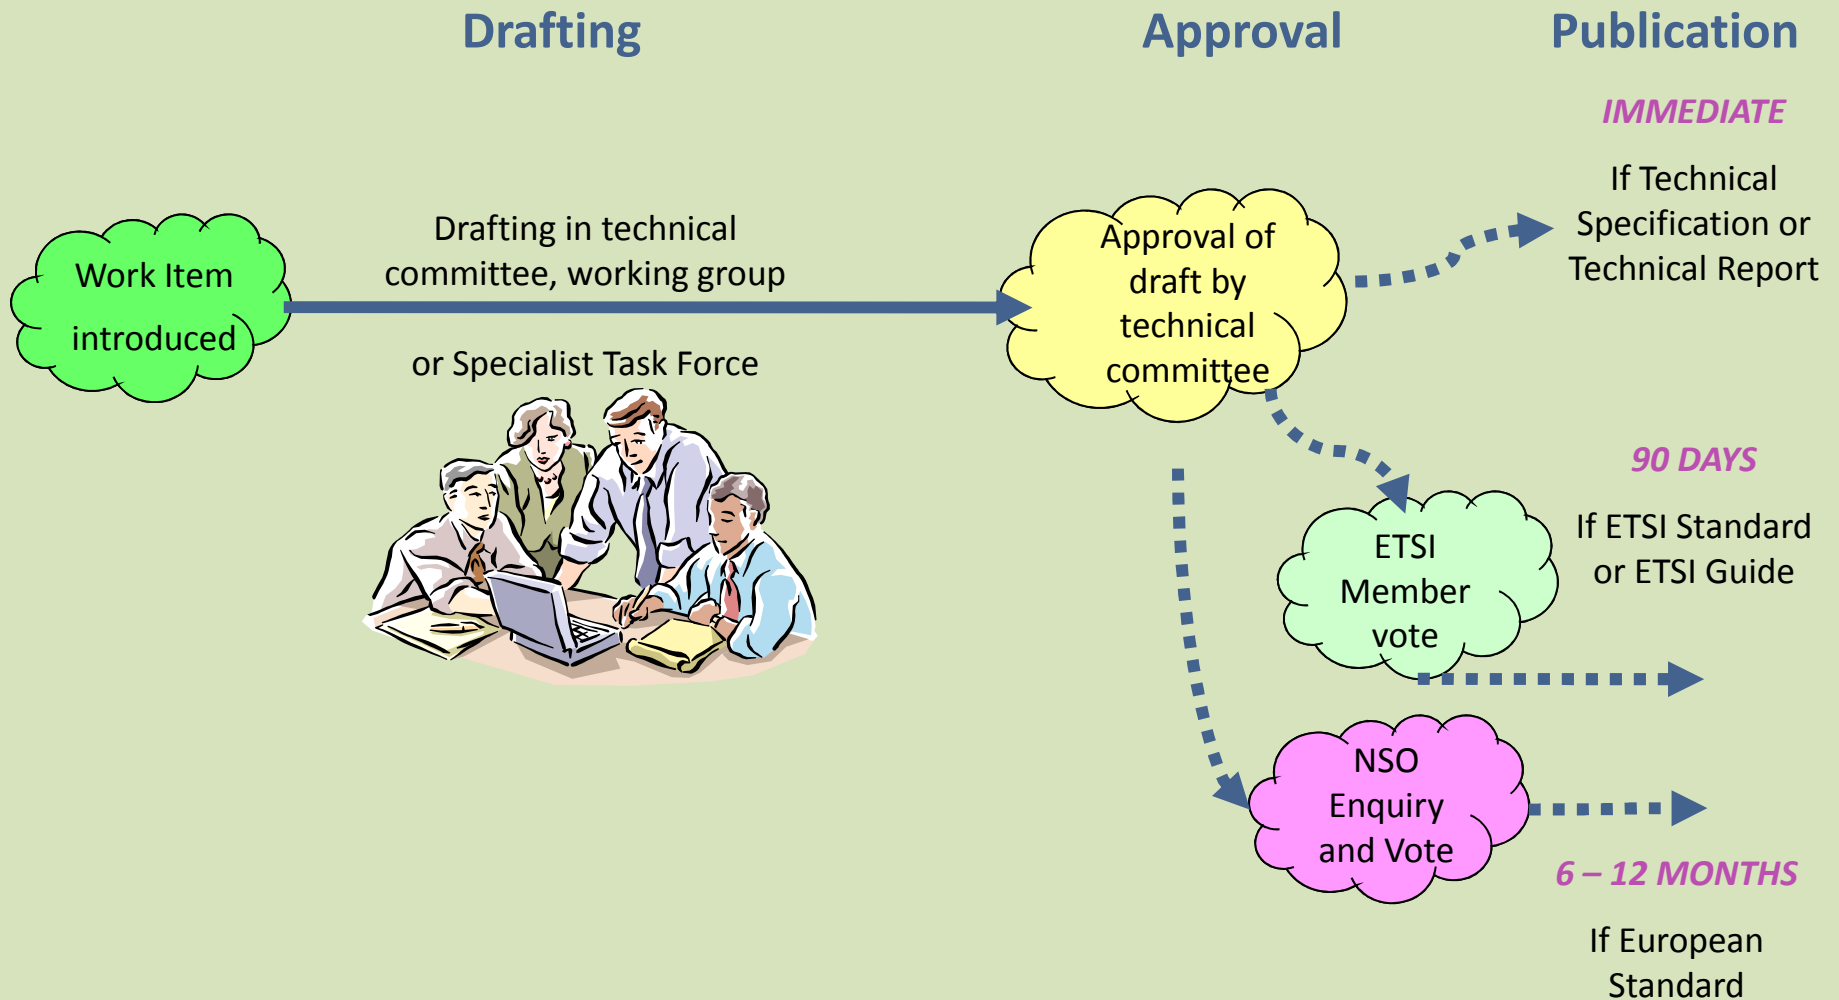 Drafting
Approval
Publication
Work Item
introduced
Drafting in technical
committee, working group
or Specialist Task Force
Approval of
draft by
technical
committee
IMMEDIATE
If Technical
Specification or
Technical Report
ETSI
Member
vote
90 DAYS
If ETSI Standard
or ETSI Guide
NSO
Enquiry
and Vote
6 – 12 MONTHS
If European
Standard